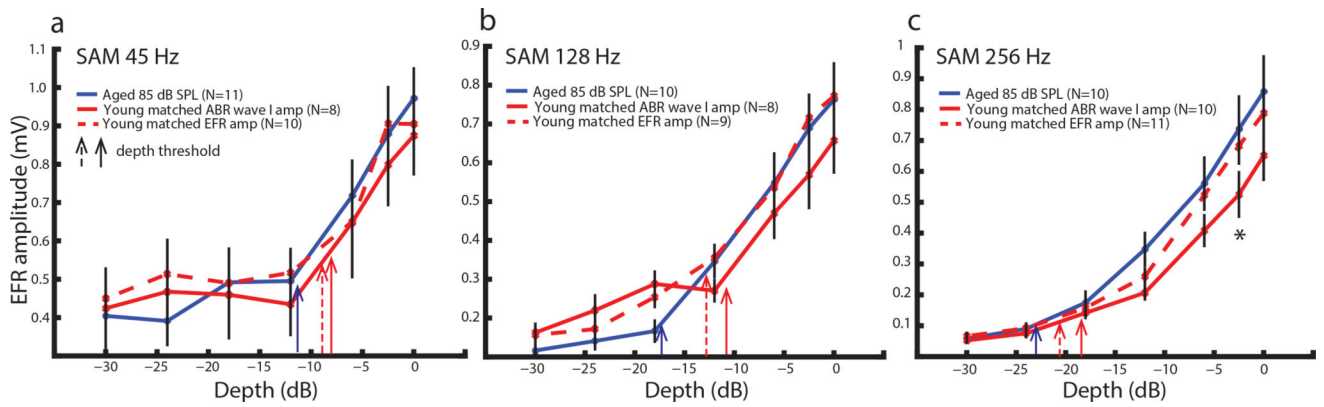 a
SAM 45 Hz
Aged 85 dB SPL (N=11)
Young matched ABR wave I amp (N=8)
Young matched EFR amp (N=10)
depth threshold
EFR amplitude (mV)
1.1
1.0
0.9
0.8
0.7
0.6
0.5
0.4
−30
−25
−20
−15
−10
−5
0
Depth (dB)
b
SAM 128 Hz
Aged 85 dB SPL (N=10)
Young matched ABR wave I amp (N=8)
Young matched EFR amp (N=9)
0.9
0.8
0.7
0.6
0.5
0.4
0.3
0.2
−30
−25
−20
−15
−10
−5
0
Depth (dB)
c
SAM 256 Hz
Aged 85 dB SPL (N=10)
Young matched ABR wave I amp (N=10)
Young matched EFR amp (N=11)
1
0.9
0.8
0.7
0.6
0.5
0.4
0.3
0.2
0.1
*
−30
−25
−20
−15
−10
−5
0
Depth (dB)